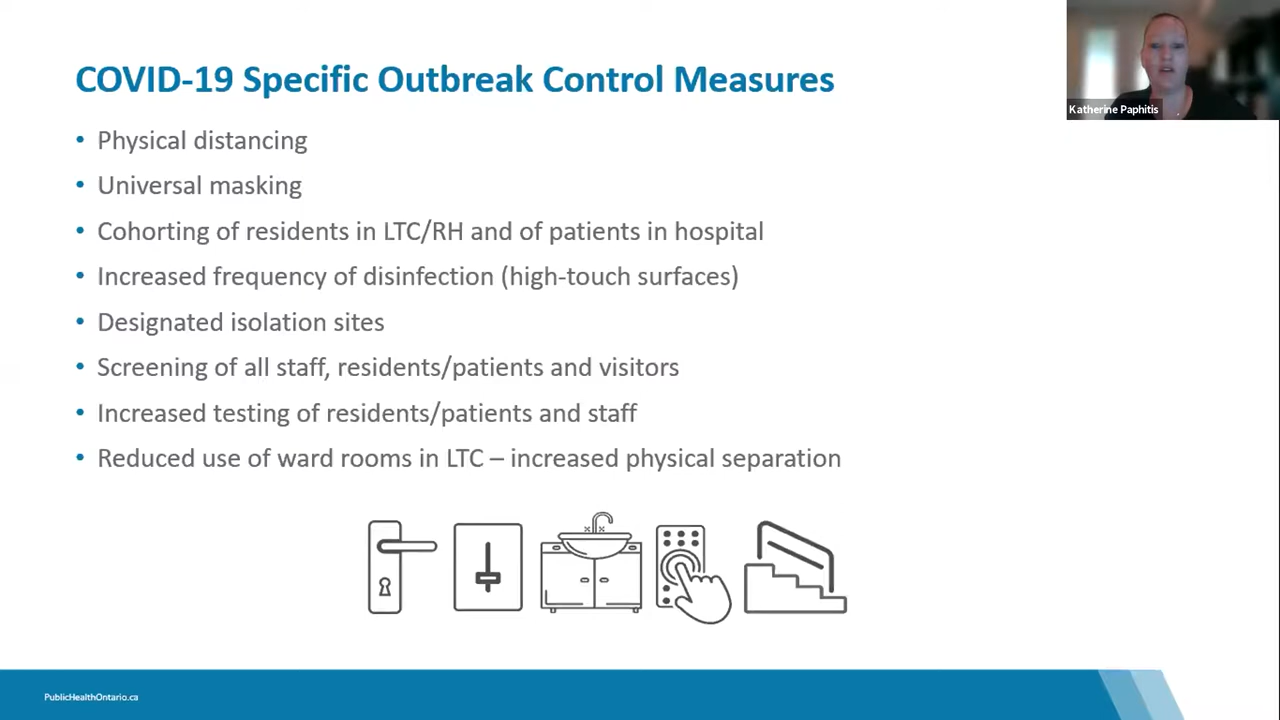 COVID-19 Specific Outbreak Control Measures
Katherine Paphitis
• Physical distancing
• Universal masking
• Cohorting of residents in LTC/RH and of patients in hospital
• Increased frequency of disinfection (high-touch surfaces)
• Designated isolation sites
• Screening of all staff, residents/patients and visitors
• Increased testing of residents/patients and staff
• Reduced use of ward rooms in LTC – increased physical separation
PublicHealthOntario.ca